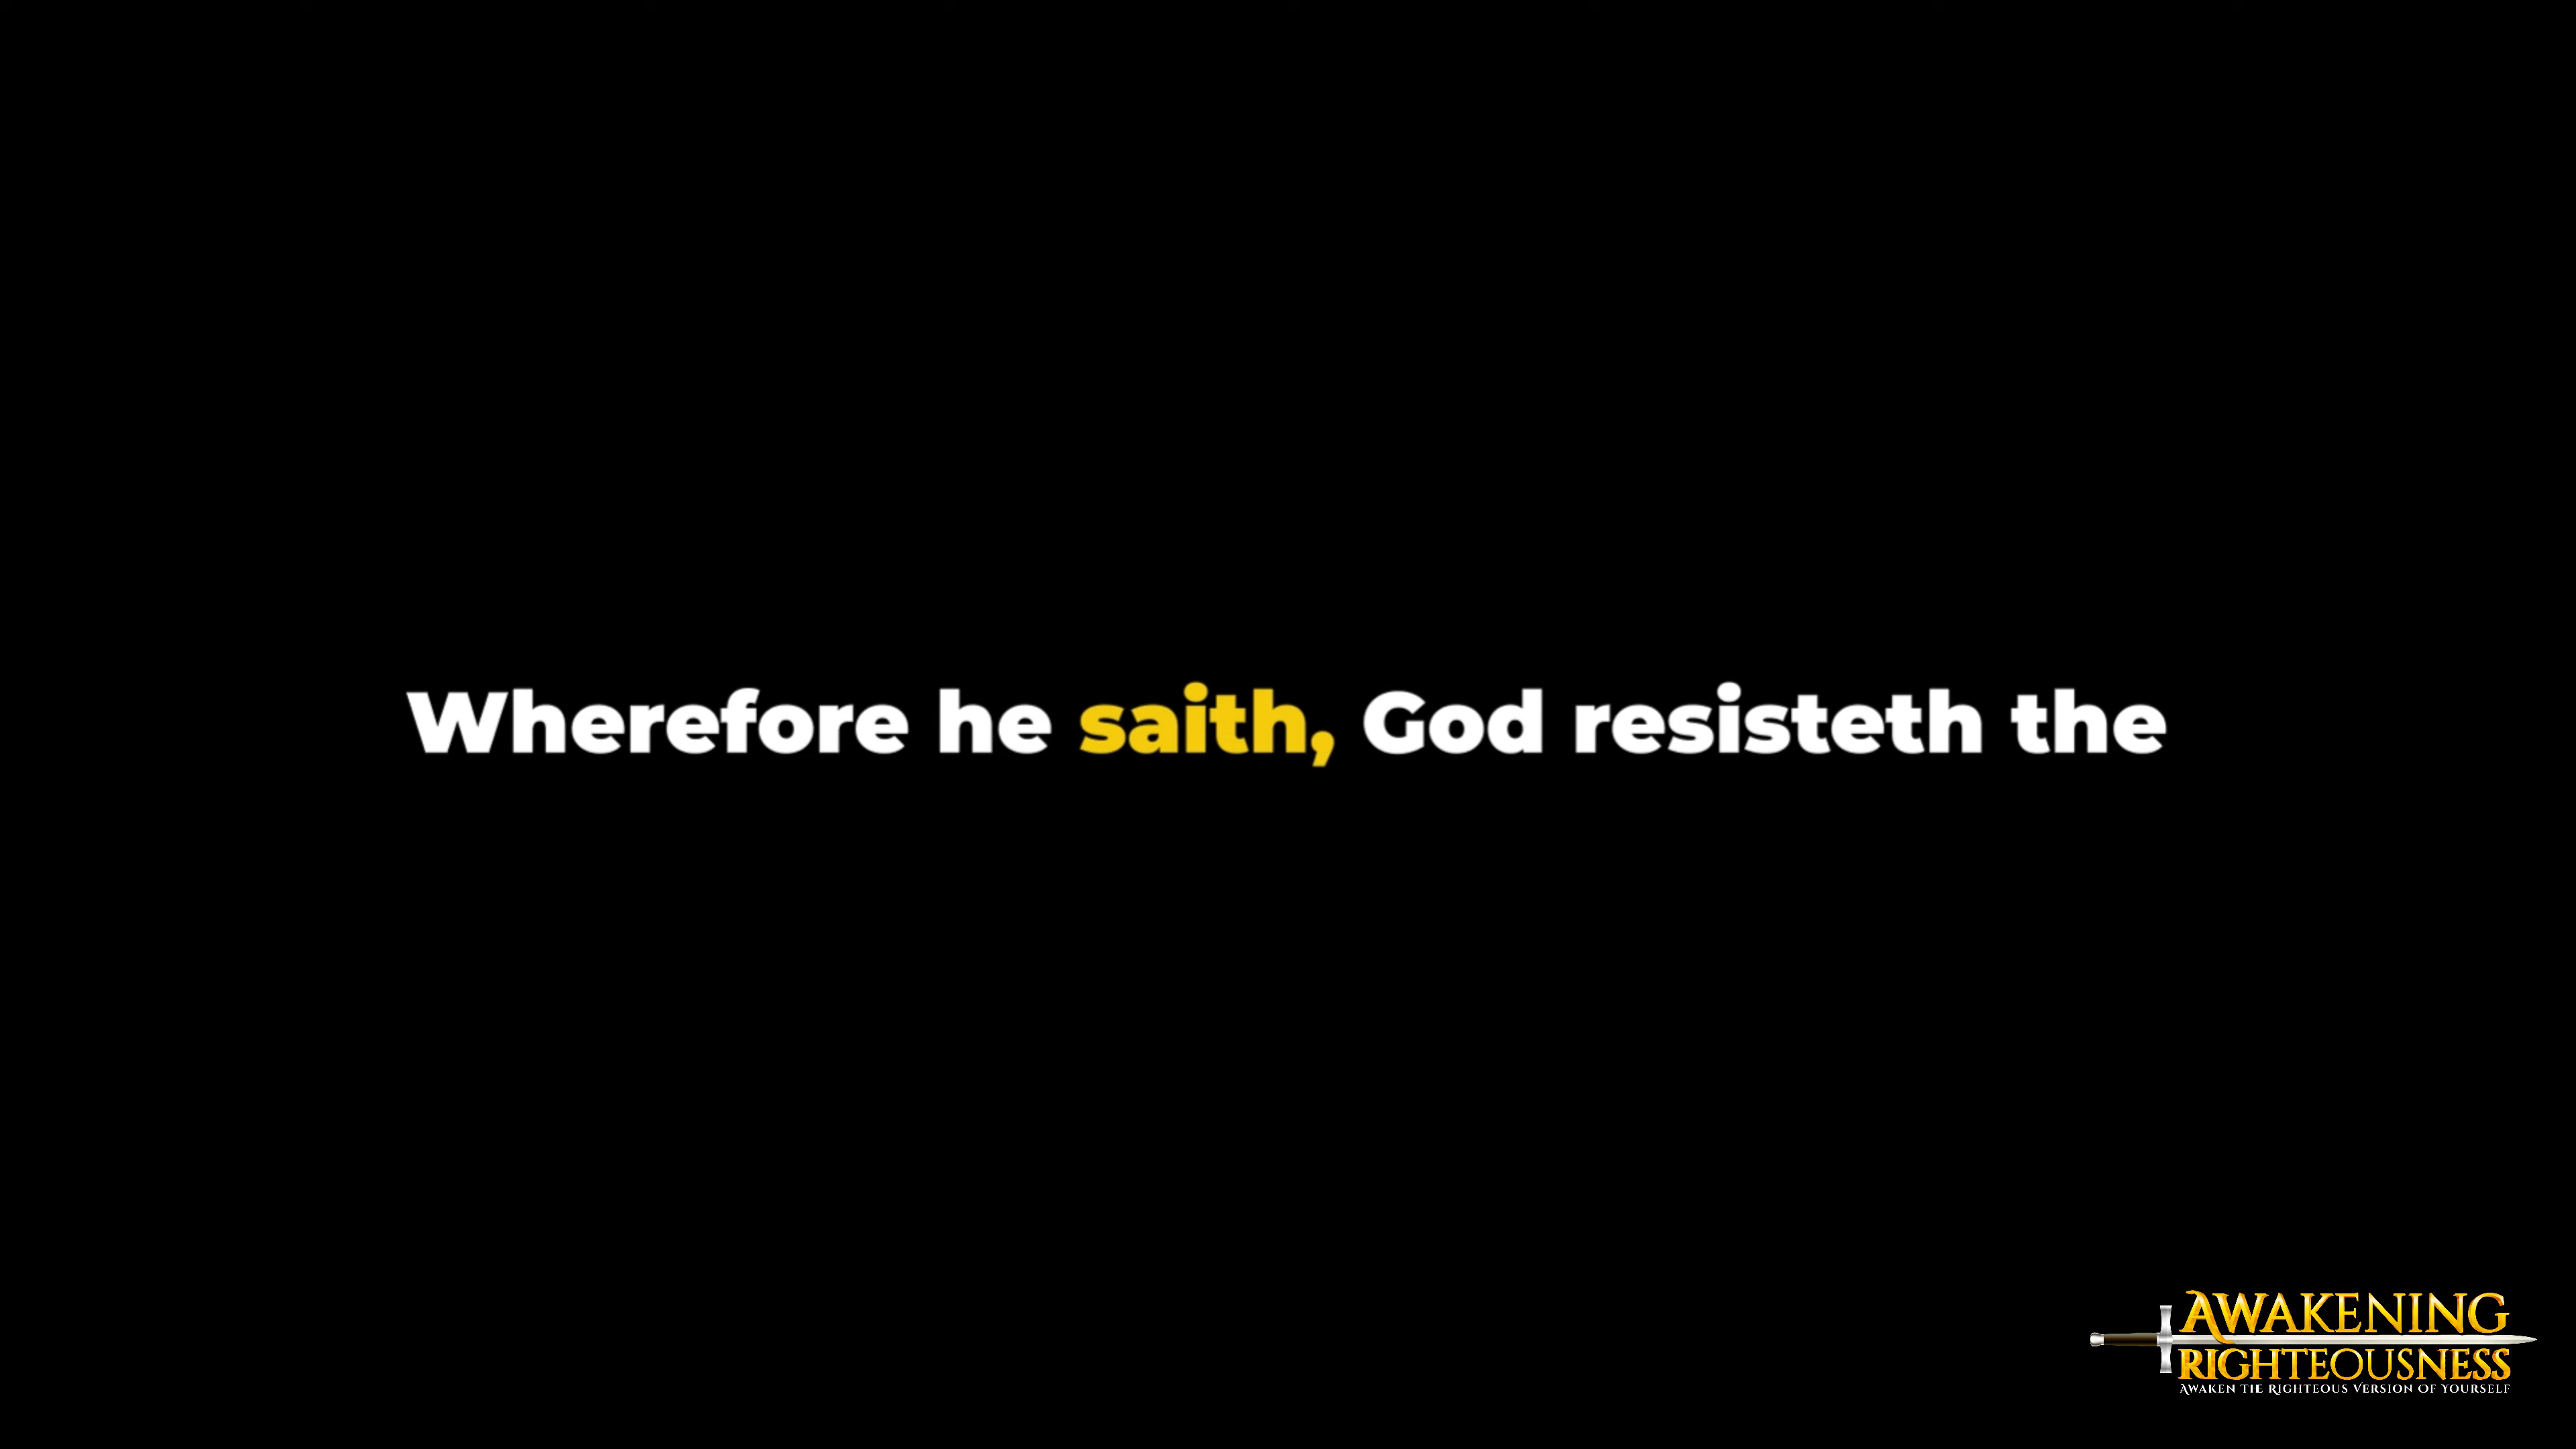 Wherefore he saith, God resisteth the
AWAKENING
RIGHTEOUSNESS
AWAKEN THE RIGHTEOUS VERSION OF YOURSELF